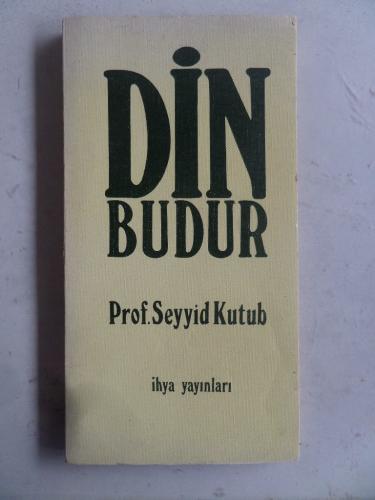 DİN
BUDUR
Prof. Seyyid Kutub
ihya yayınları